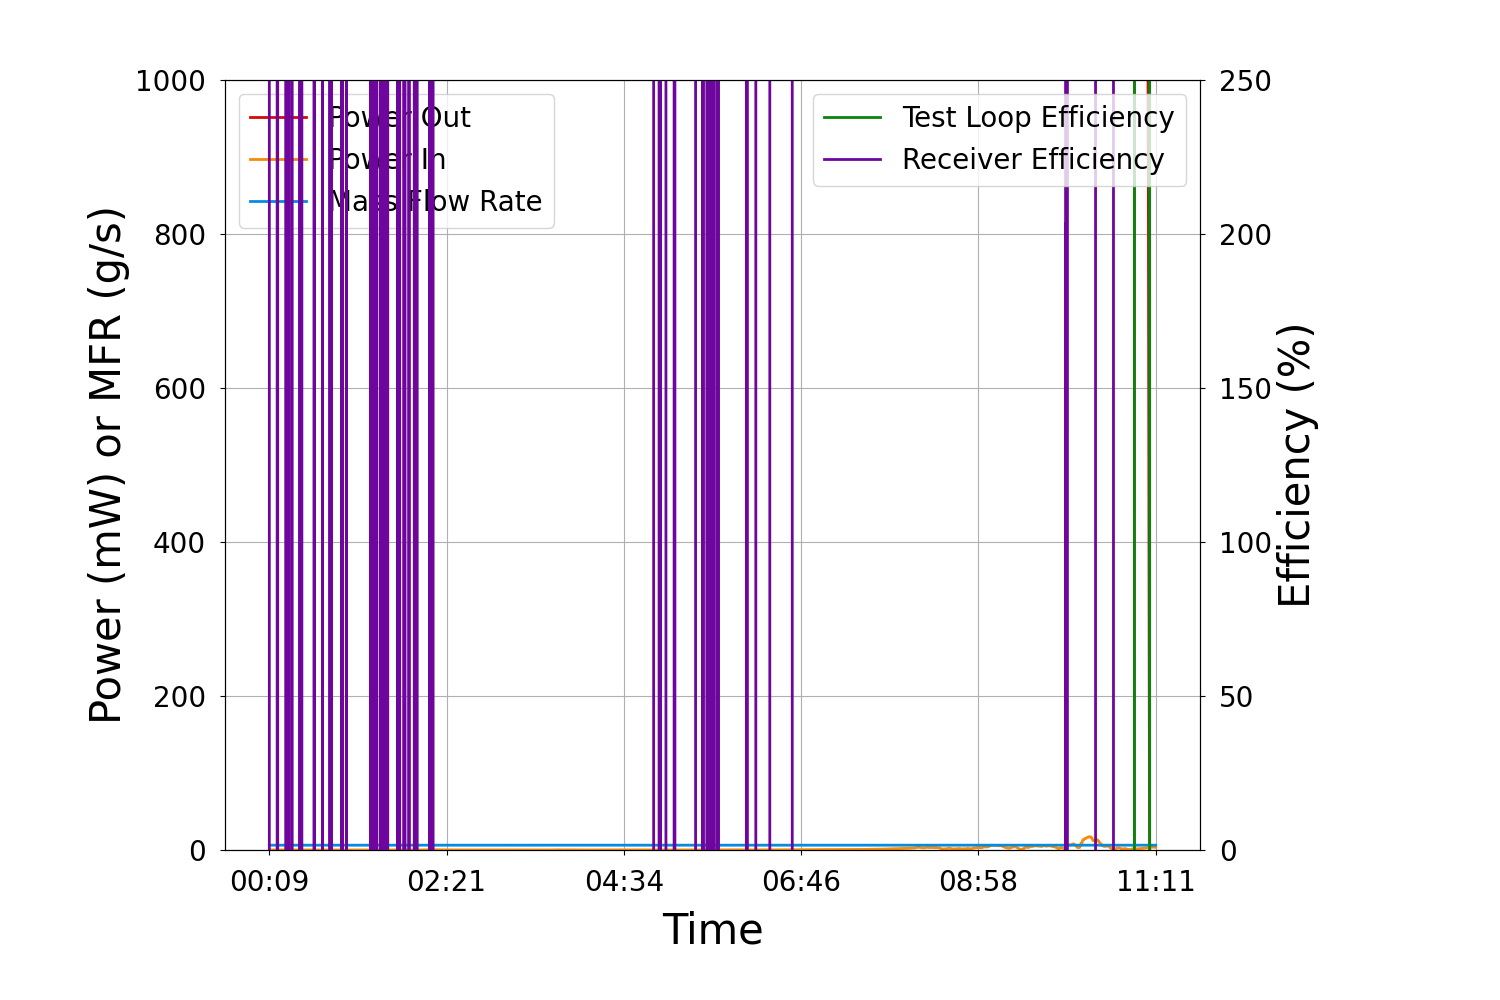 1000
800
600
400
200
0
Power (mW) or MFR (g/s)
Power Out
Power In
Mass Flow Rate
Test Loop Efficiency
Receiver Efficiency
250
200
150
100
50
0
Efficiency (%)
00:09 02:21 04:34 06:46 08:58 11:11
Time